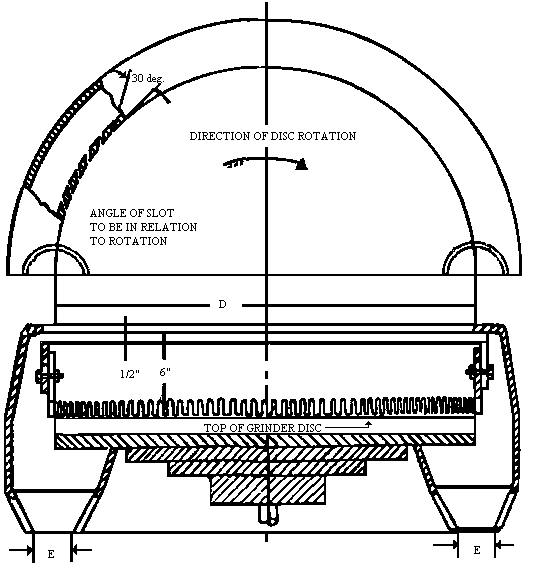 30 deg.
DIRECTION OF DISC ROTATION
ANGLE OF SLOT
TO BE IN RELATION
TO ROTATION
D
1/2"
6"
TOP OF GRINDER DISC
E
E